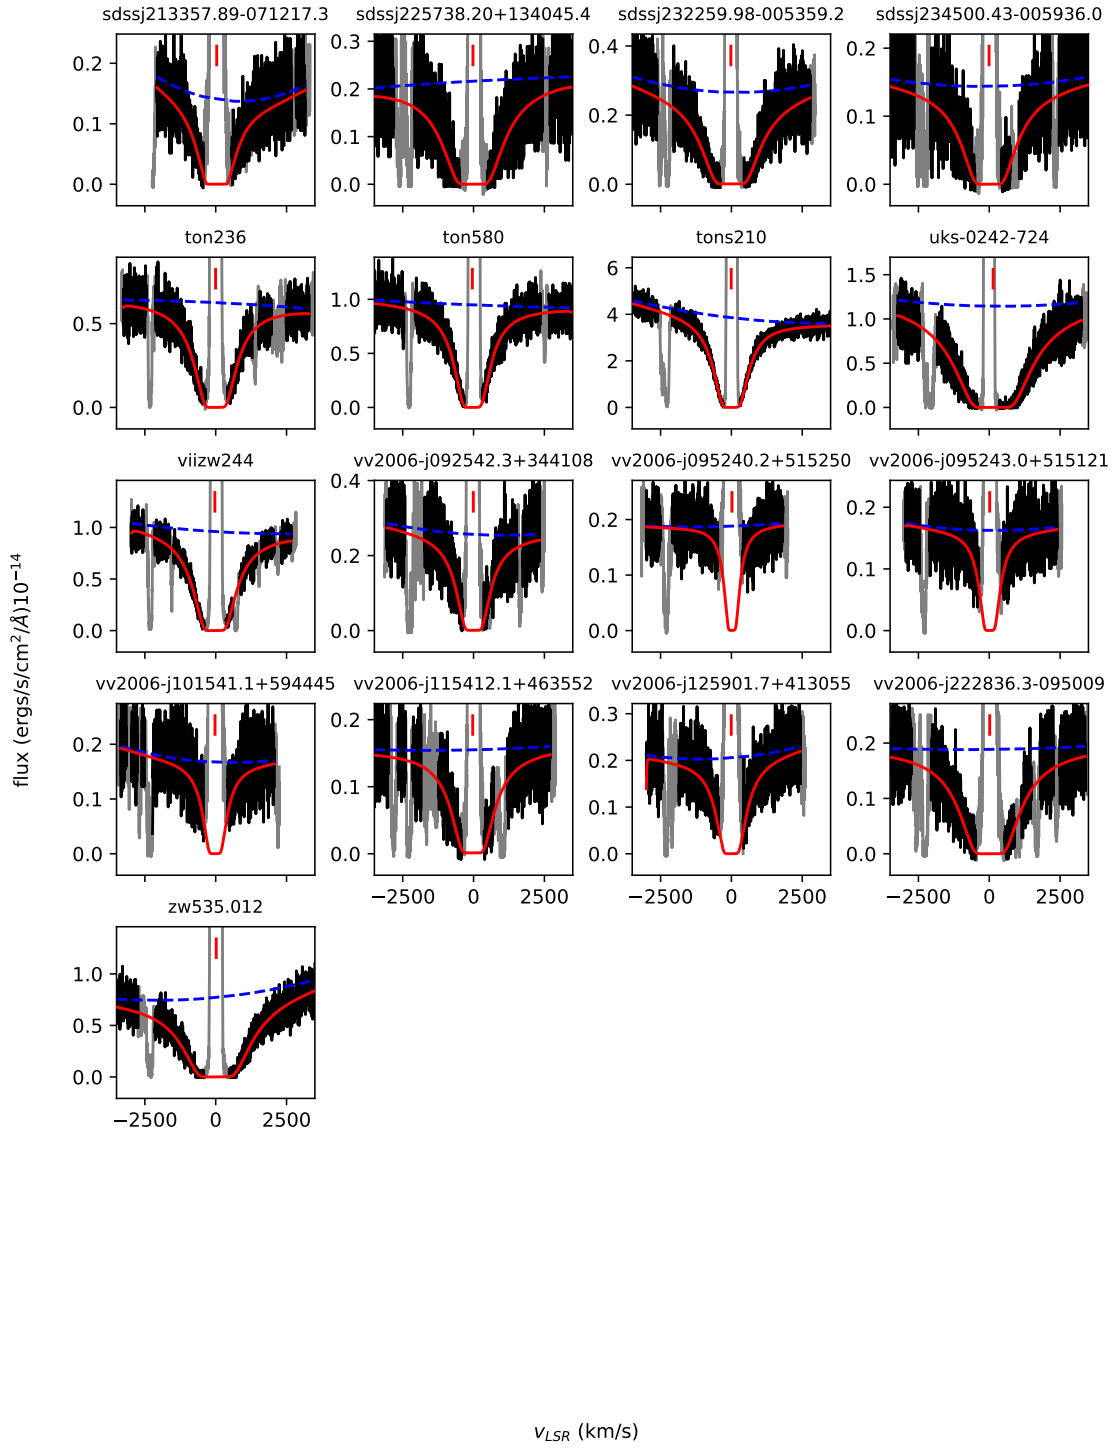 sdssj213357.89-071217.3 sdssj225738.20+134045.4 sdssj232259.98-005359.2 sdssj234500.43-005936.0
0.2 0.3 0.4 0.2
0.1 0.2 0.2 0.1
0.0 0.1 0.0 0.0
0.0
ton236 ton580 tons210 uks-0242-724
0.5 1.0 6 1.5
0.0 0.5 4 1.0
0.0 2 0.5
0 0.0
viizw244 vv2006-j092542.3+344108 vv2006-j095240.2+515250 vv2006-j095243.0+515121
1.0 0.4 0.2 0.2
0.5 0.2 0.1 0.1
0.0 0.0 0.0 0.0
vv2006-j101541.1+594445 vv2006-j115412.1+463552 vv2006-j125901.7+413055 vv2006-j222836.3-095009
0.2 0.2 0.3 0.2
0.1 0.1 0.2 0.1
0.0 0.0 0.1 0.0
0.0
−2500 0 2500 −2500 0 2500 −2500 0 2500
zw535.012
1.0
0.5
0.0
−2500 0 2500
flux (ergs/s/cm²/Å)10⁻¹⁴
v_LSR (km/s)